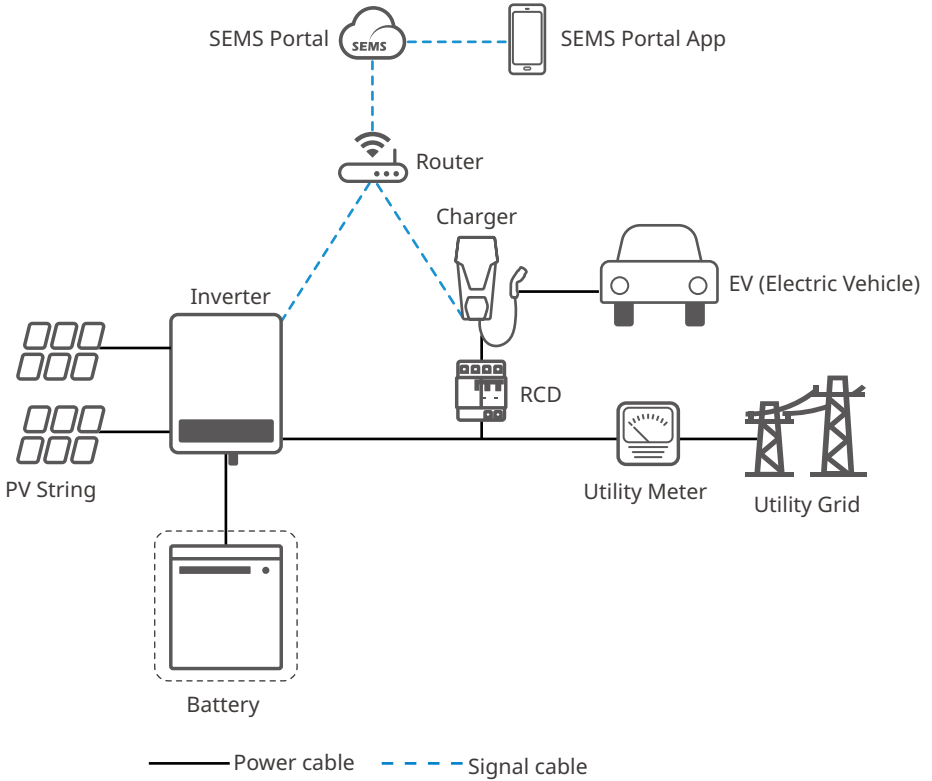 SEMS Portal
SEMS
SEMS Portal App
Router
Charger
EV (Electric Vehicle)
Inverter
RCD
PV String
Utility Meter
Utility Grid
Battery
Power cable
Signal cable